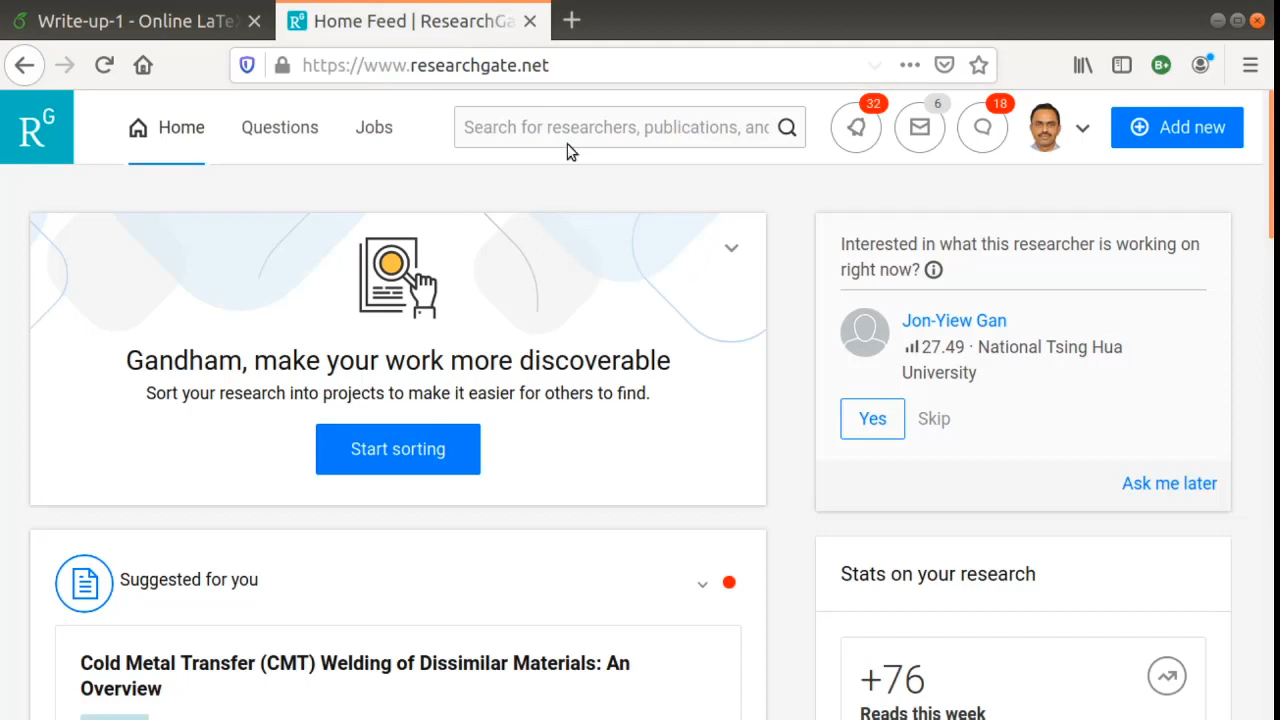 Write-up-1 - Online LaTeX
Home Feed | ResearchGa
https://www.researchgate.net
B+
RG
Home
Questions
Jobs
Search for researchers, publications, and
32
6
18
Add new
Gandham, make your work more discoverable
Sort your research into projects to make it easier for others to find.
Start sorting
Interested in what this researcher is working on
right now?
Jon-Yiew Gan
27.49 · National Tsing Hua
University
Yes
Skip
Ask me later
Suggested for you
Cold Metal Transfer (CMT) Welding of Dissimilar Materials: An
Overview
Stats on your research
+76
Reads this week